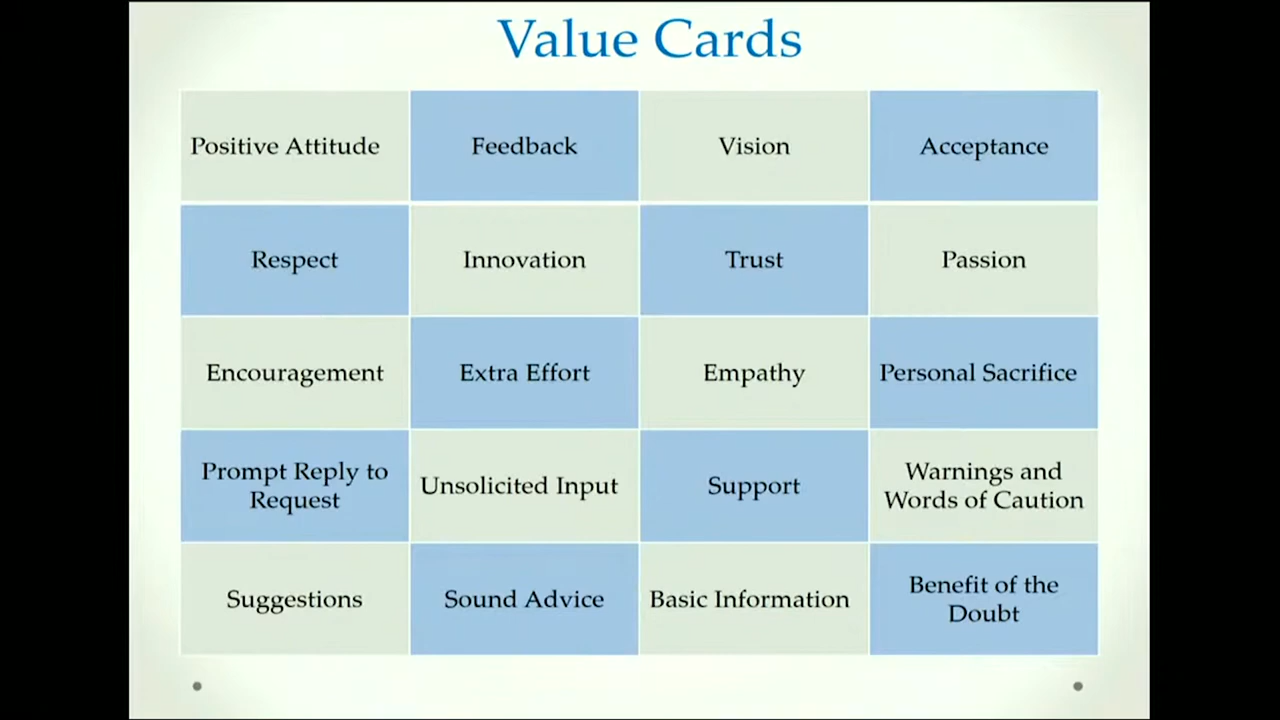 Value Cards
Positive Attitude
Feedback
Vision
Acceptance
Respect
Innovation
Trust
Passion
Encouragement
Extra Effort
Empathy
Personal Sacrifice
Prompt Reply to
Request
Unsolicited Input
Support
Warnings and
Words of Caution
Suggestions
Sound Advice
Basic Information
Benefit of the
Doubt